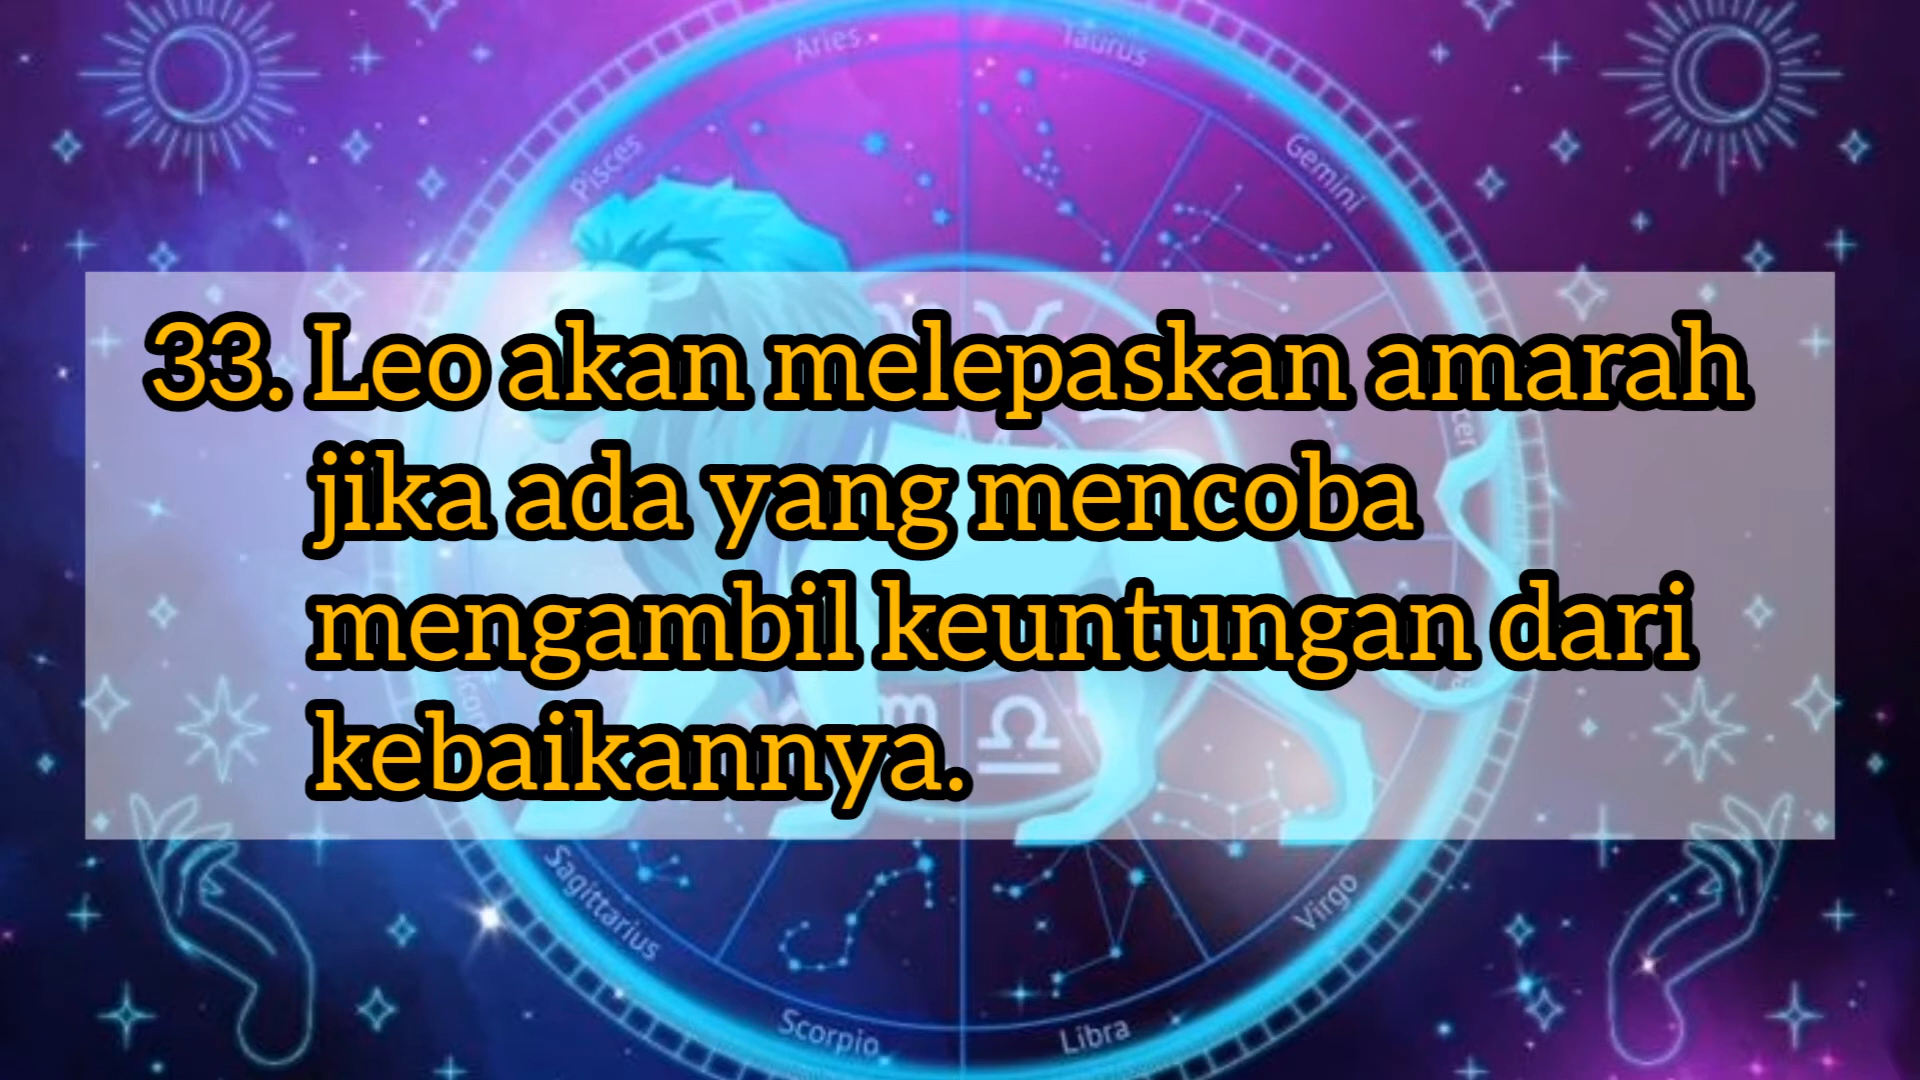 Aries
Taurus
Pisces
Gemini
33. Leo akan melepaskan amarah
jika ada yang mencoba
mengambil keuntungan dari
kebaikannya.
Sagittarius
Virgo
Scorpio
Libra